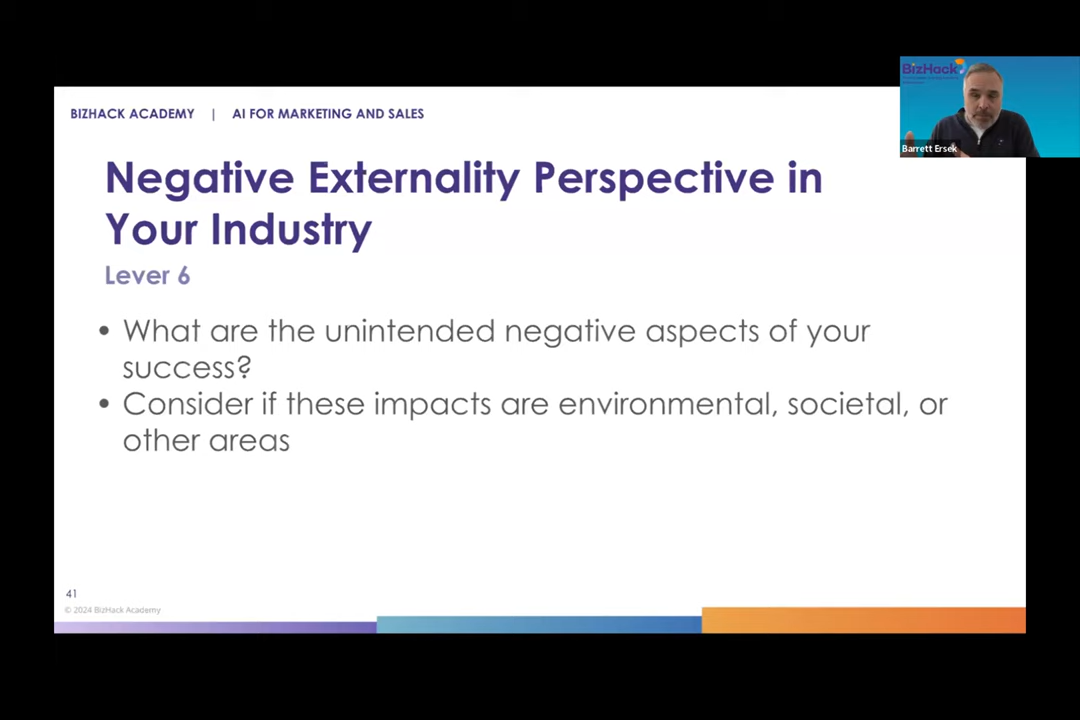 BIZHACK ACADEMY | AI FOR MARKETING AND SALES
BizHack
Barrett Ersek
Negative Externality Perspective in
Your Industry
Lever 6
• What are the unintended negative aspects of your
success?
• Consider if these impacts are environmental, societal, or
other areas
41
© 2024 BizHack Academy